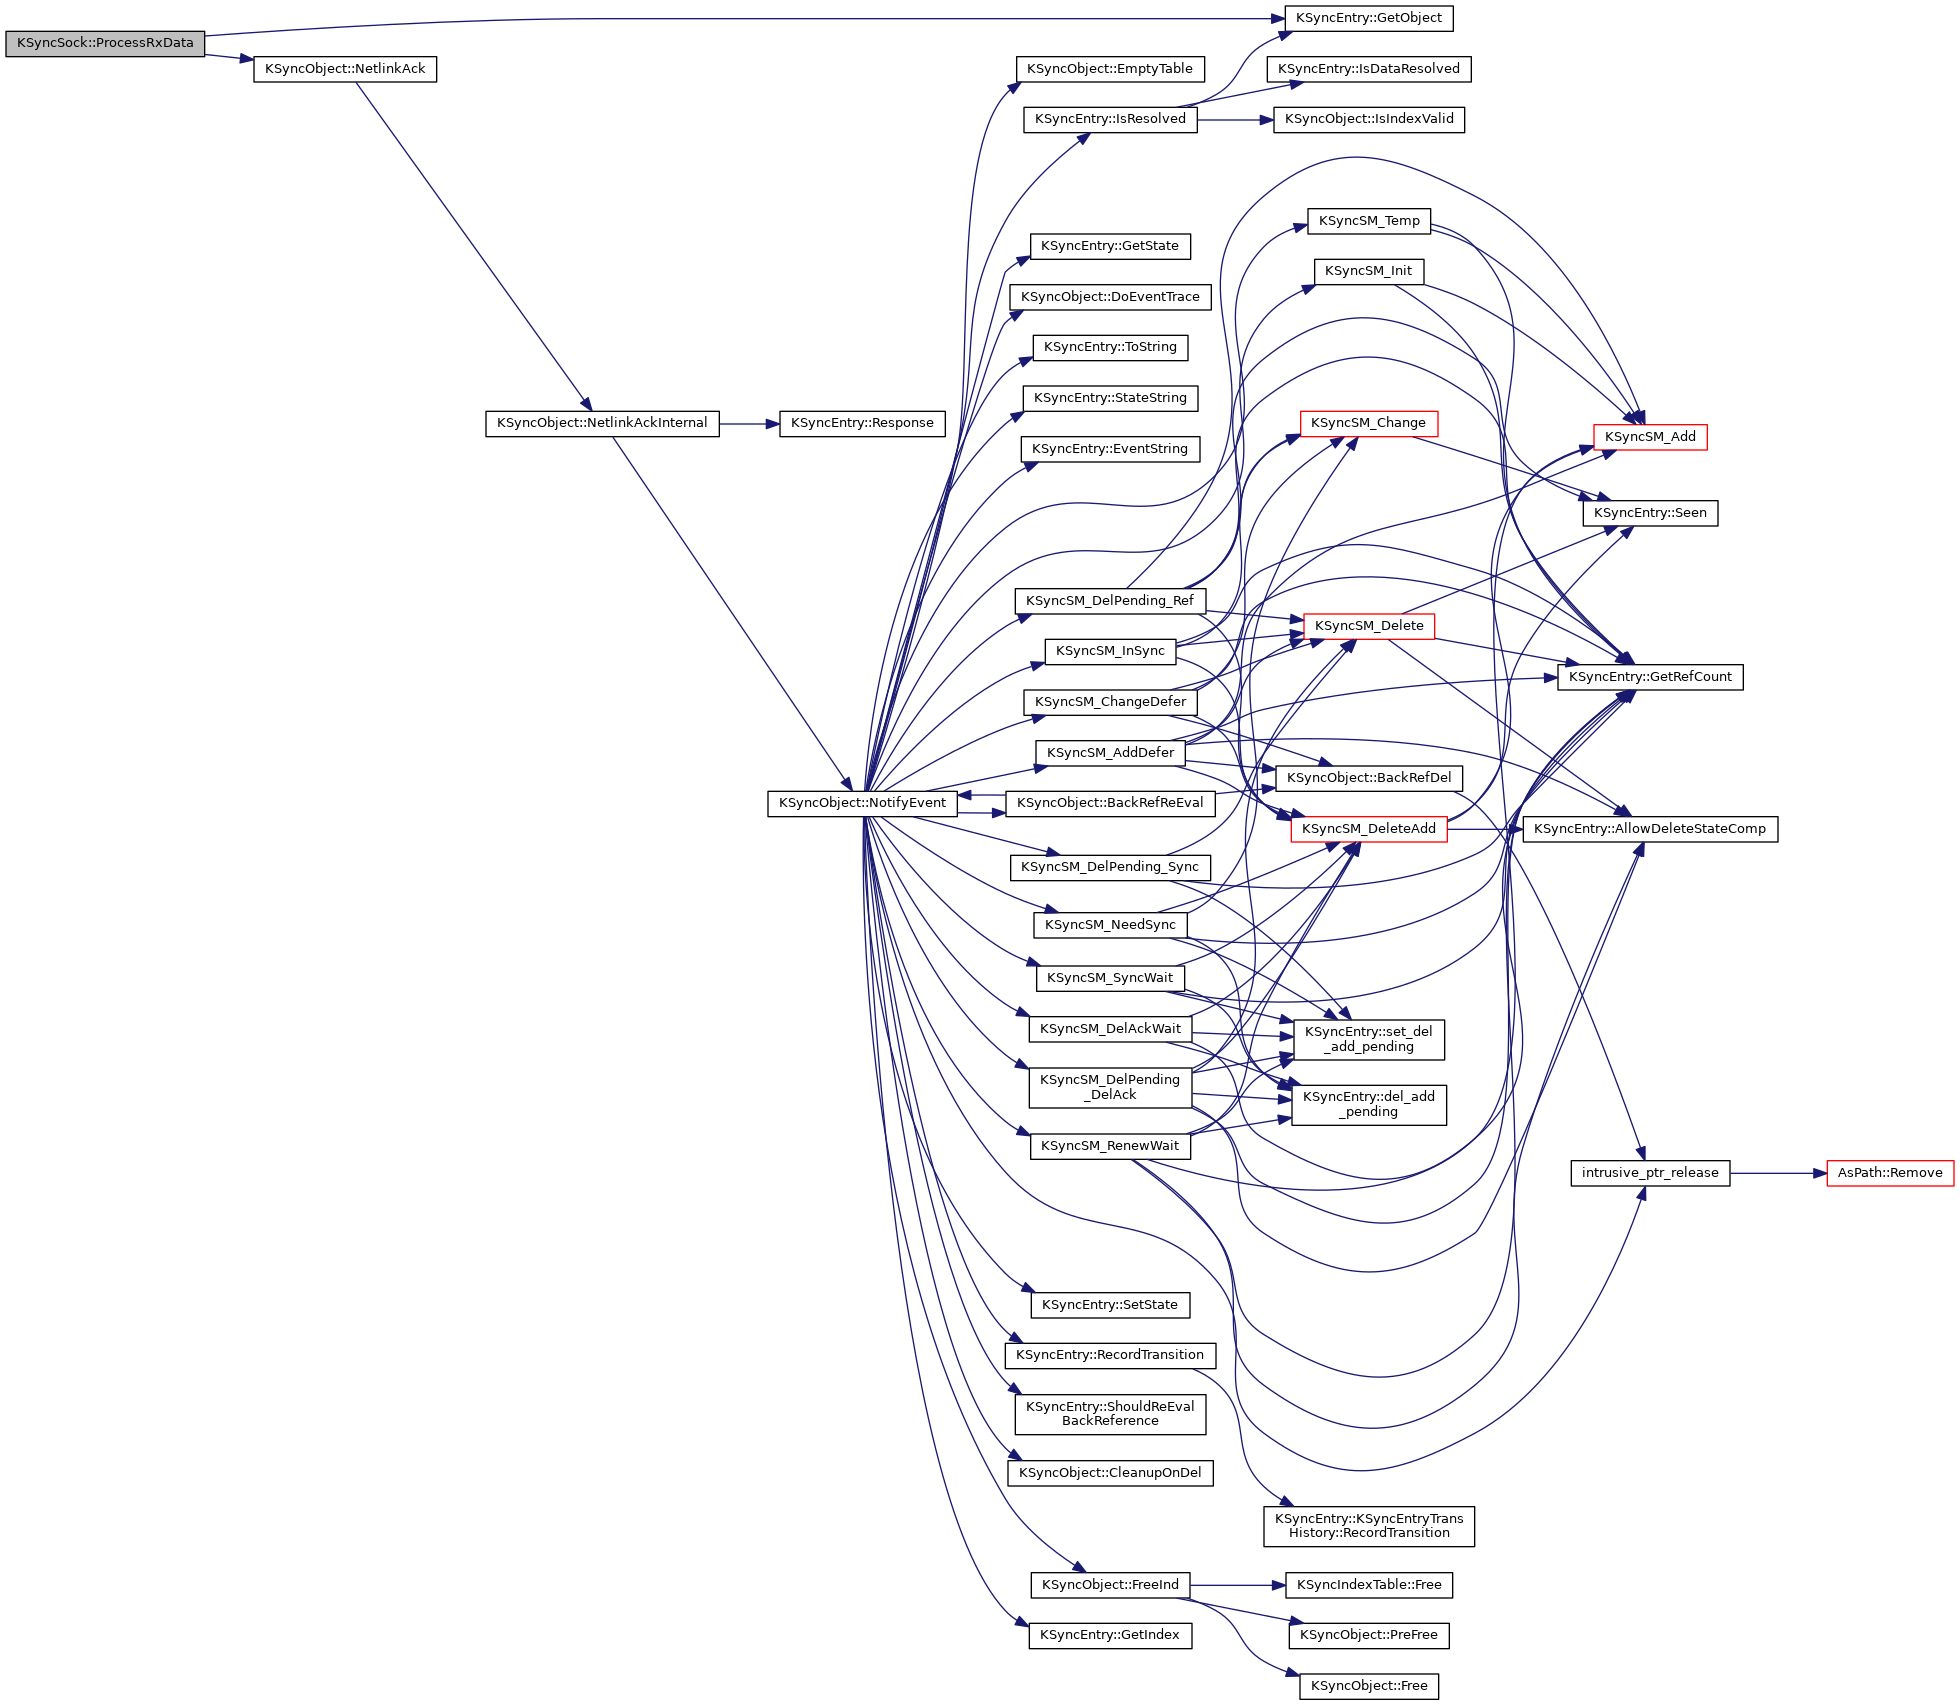 KSyncSock::ProcessRxData
KSyncObject::NetlinkAck
KSyncObject::NetlinkAckInternal
KSyncEntry::Response
KSyncObject::NotifyEvent
KSyncObject::EmptyTable
KSyncEntry::IsResolved
KSyncEntry::GetState
KSyncObject::DoEventTrace
KSyncEntry::ToString
KSyncEntry::StateString
KSyncEntry::EventString
KSyncSM_DelPending_Ref
KSyncSM_InSync
KSyncSM_ChangeDefer
KSyncSM_AddDefer
KSyncObject::BackRefReEval
KSyncSM_DelPending_Sync
KSyncSM_NeedSync
KSyncSM_SyncWait
KSyncSM_DelAckWait
KSyncSM_DelPending
_DelAck
KSyncSM_RenewWait
KSyncEntry::SetState
KSyncEntry::RecordTransition
KSyncEntry::ShouldReEval
BackReference
KSyncObject::CleanupOnDel
KSyncObject::FreeInd
KSyncEntry::GetIndex
KSyncEntry::GetObject
KSyncEntry::IsDataResolved
KSyncObject::IsIndexValid
KSyncSM_Temp
KSyncSM_Init
KSyncSM_Change
KSyncSM_Delete
KSyncObject::BackRefDel
KSyncSM_DeleteAdd
KSyncEntry::set_del
_add_pending
KSyncEntry::del_add
_pending
KSyncEntry::KSyncEntryTrans
History::RecordTransition
KSyncIndexTable::Free
KSyncObject::PreFree
KSyncObject::Free
KSyncSM_Add
KSyncEntry::Seen
KSyncEntry::GetRefCount
KSyncEntry::AllowDeleteStateComp
intrusive_ptr_release
AsPath::Remove